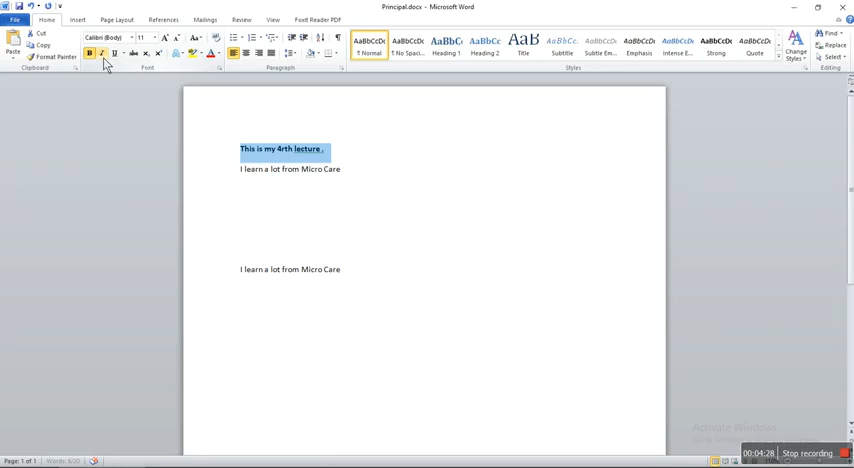 Principal.docx - Microsoft Word
File Home Insert Page Layout References Mailings Review View Foxit Reader PDF
Paste
Cut
Copy
Format Painter
Clipboard
Calibri (Body) 11
Font
Paragraph
AaBbCcDc AaBbCcDc AaBbC AaBbCc AaB AaBbCc. AaBbCcDc AaBbCcDc AaBbCcDc AaBbCcDc AaBbCcDc
¶ Normal ¶ No Spaci... Heading 1 Heading 2 Title Subtitle Subtle Em... Emphasis Intense E... Strong Quote
Change Styles
Styles
Find
Replace
Select
Editing
This is my 4rth lecture .
I learn a lot from Micro Care
I learn a lot from Micro Care
Activate Windows
Page: 1 of 1 Words: 6/20
00:04:28 Stop recording